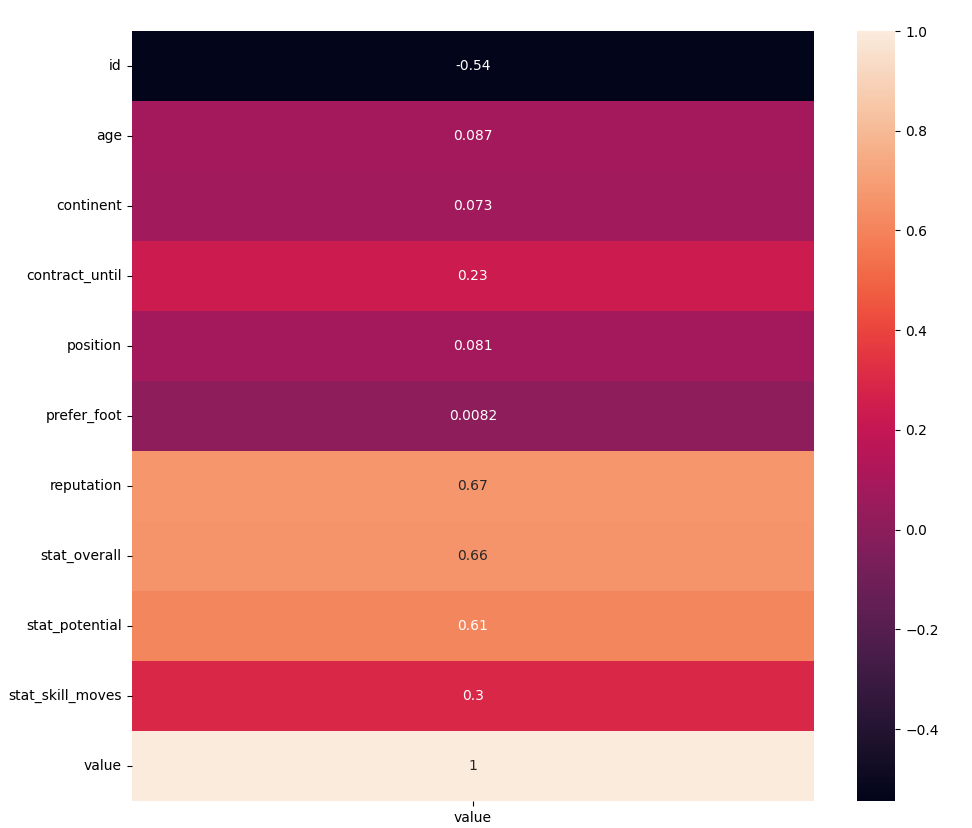 id -0.54
age 0.087
continent 0.073
contract_until 0.23
position 0.081
prefer_foot 0.0082
reputation 0.67
stat_overall 0.66
stat_potential 0.61
stat_skill_moves 0.3
value 1
value
1.0
0.8
0.6
0.4
0.2
0.0
−0.2
−0.4